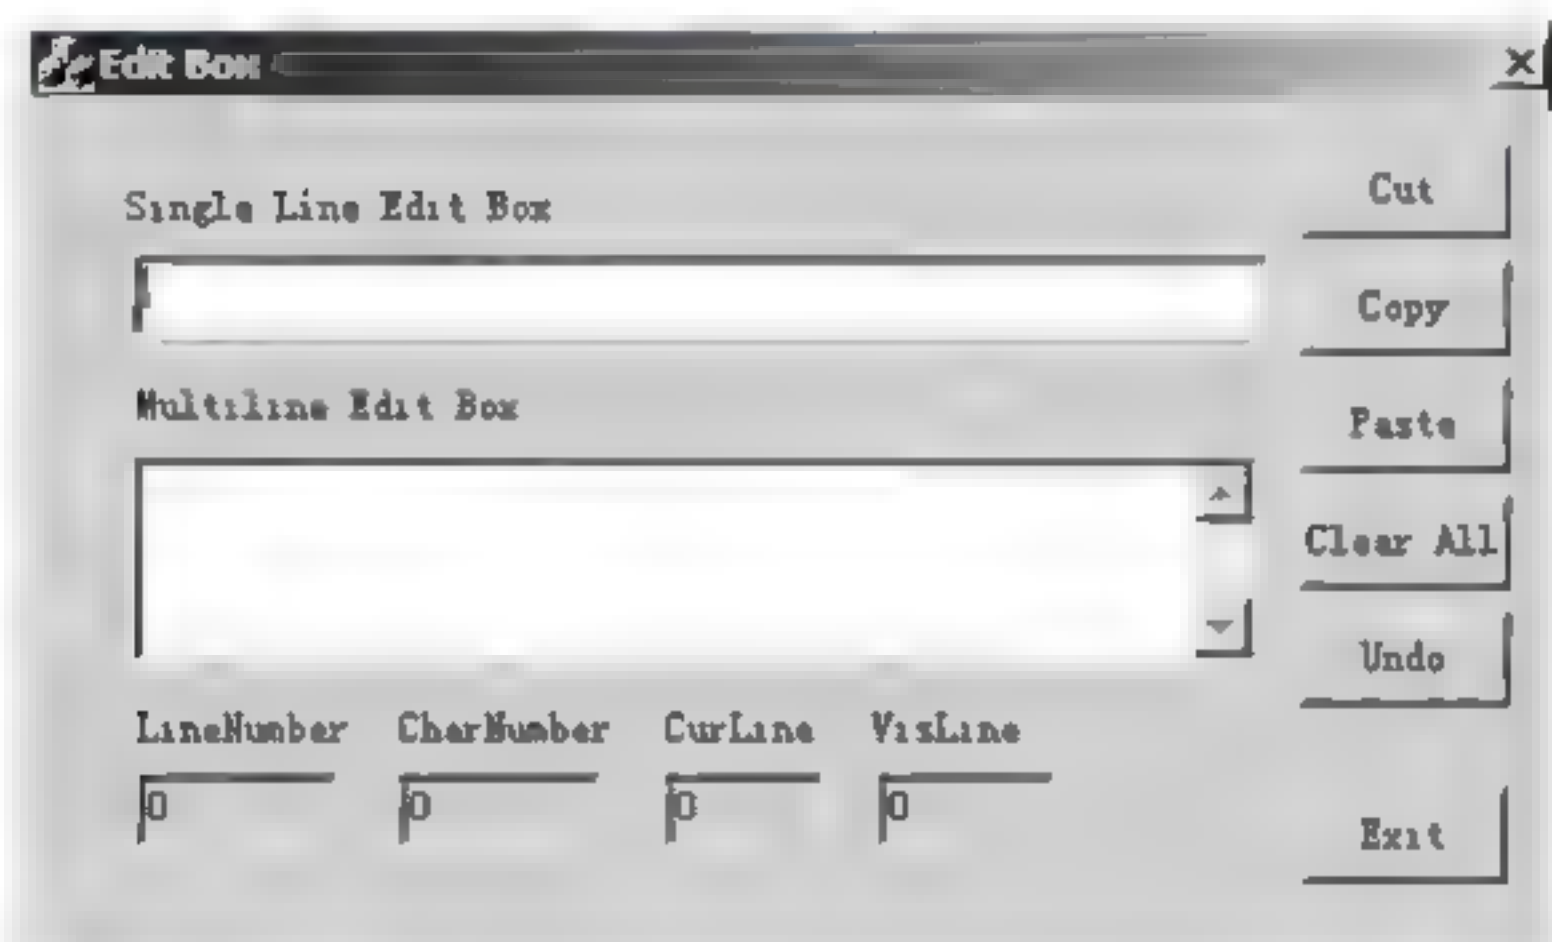 Edit Box
Single Line Edit Box
Multiline Edit Box
LineNumber CharNumber CurLine VisLine
0 0 0 0
Cut
Copy
Paste
Clear All
Undo
Exit